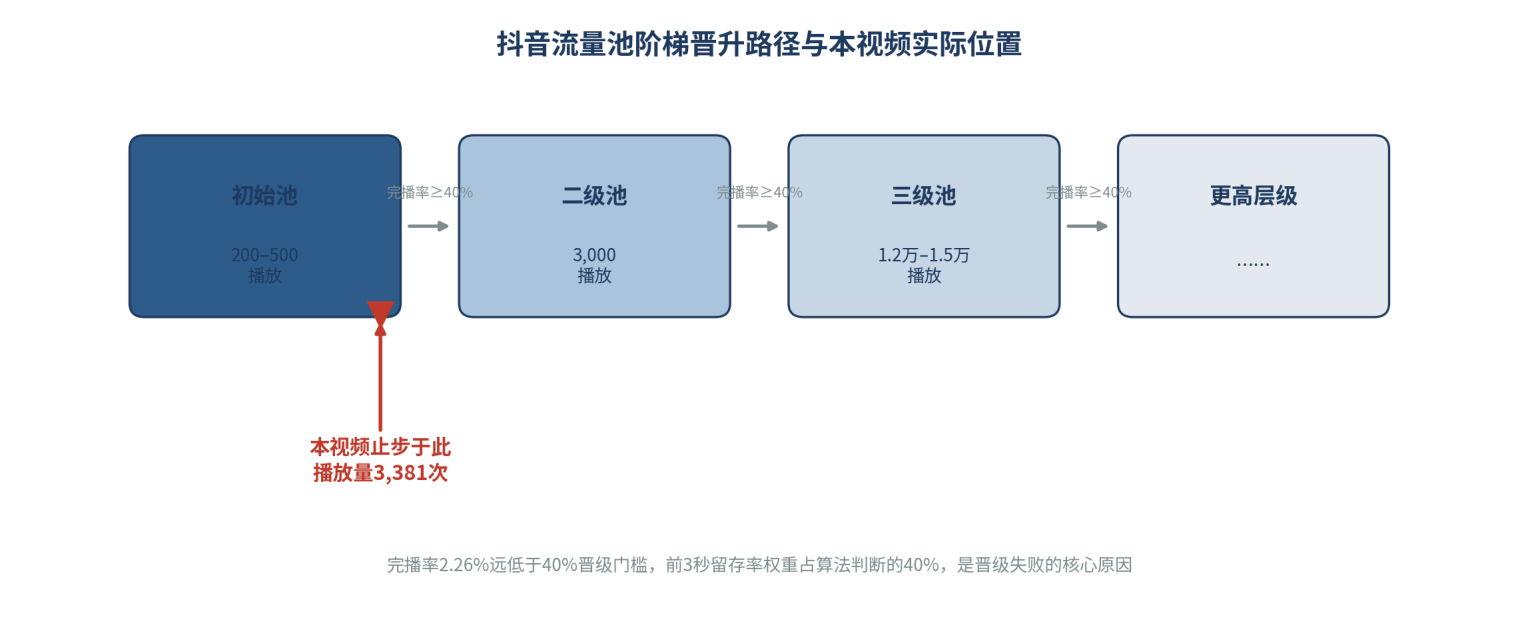 抖音流量池阶梯晋升路径与本视频实际位置
初始池
200–500
播放
完播率≥40%
二级池
3,000
播放
完播率≥40%
三级池
1.2万–1.5万
播放
完播率≥40%
更高层级
……
本视频止步于此
播放量3,381次
完播率2.26%远低于40%晋级门槛，前3秒留存率权重占算法判断的40%，是晋级失败的核心原因